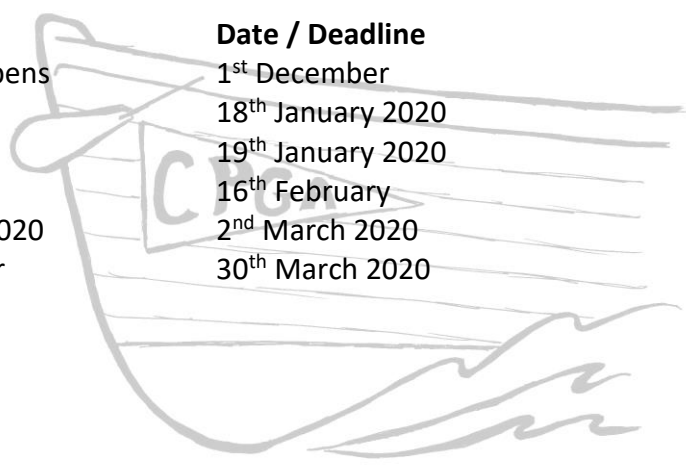 Date / Deadline
pens 1st December
18th January 2020
19th January 2020
16th February
020 2nd March 2020
r 30th March 2020
CPGA